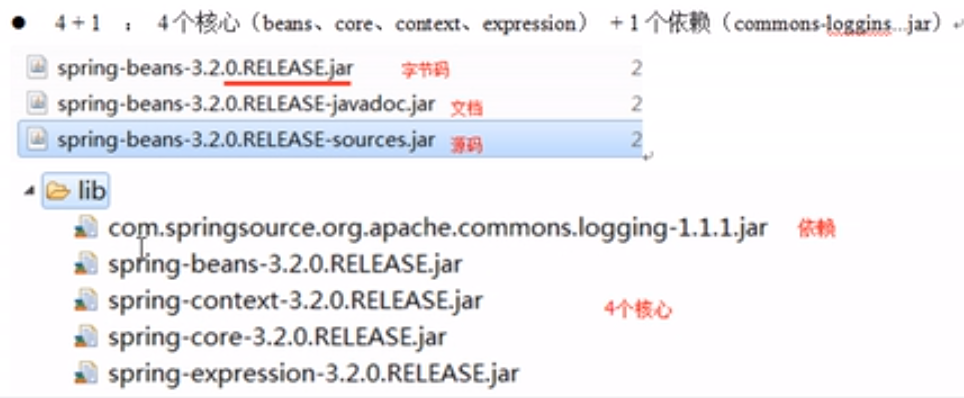 ● 4＋1 ： 4个核心（beans、core、context、expression）＋1个依赖（commons-loggins...jar）
spring-beans-3.2.0.RELEASE.jar 字节码 2
spring-beans-3.2.0.RELEASE-javadoc.jar 文档 2
spring-beans-3.2.0.RELEASE-sources.jar 源码 2
lib
com.springsource.org.apache.commons.logging-1.1.1.jar 依赖
spring-beans-3.2.0.RELEASE.jar
spring-context-3.2.0.RELEASE.jar 4个核心
spring-core-3.2.0.RELEASE.jar
spring-expression-3.2.0.RELEASE.jar